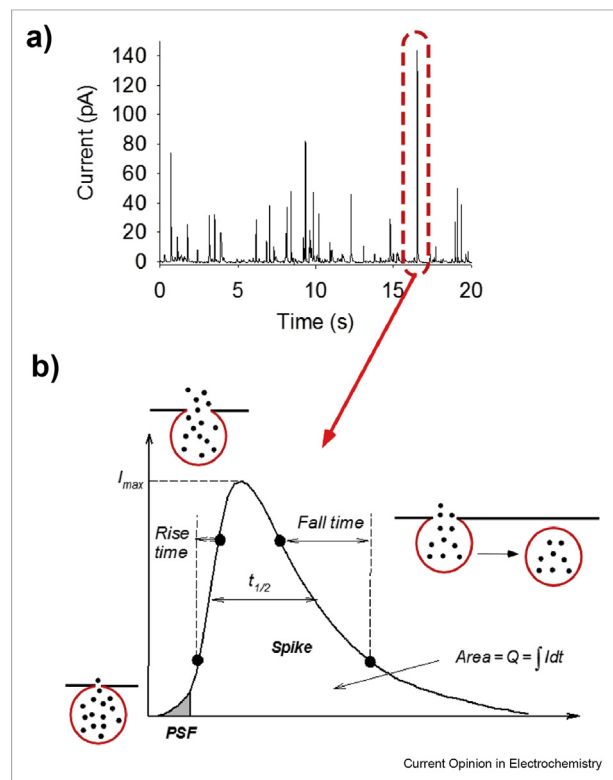 a)
140
120
100
80
60
40
20
0
Current (pA)
0 5 10 15 20
Time (s)
b)
Imax
Rise
time
Fall time
t1/2
Spike
Area = Q = ∫Idt
PSF
Current Opinion in Electrochemistry